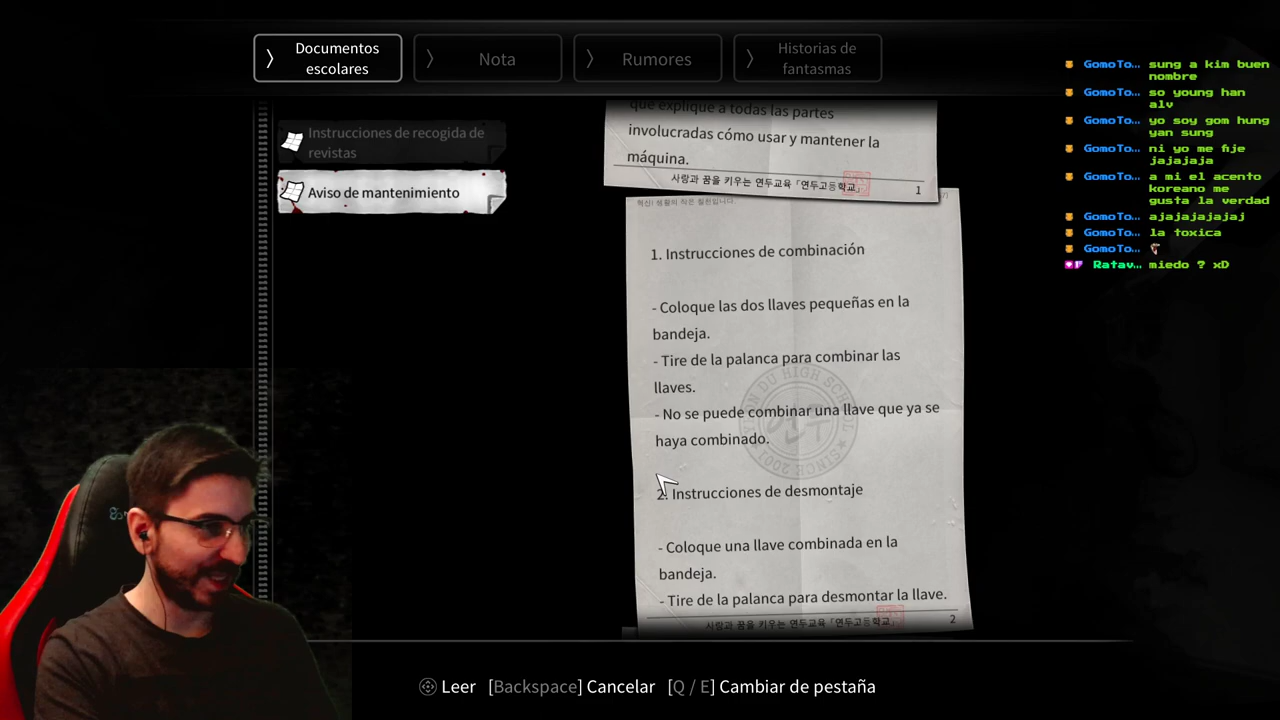 Documentos
escolares
Nota
Rumores
Historias de
fantasmas
Instrucciones de recogida de
revistas
Aviso de mantenimiento
que explique a todas las partes
involucradas cómo usar y mantener la
máquina.
사랑과 꿈을 키우는 연두교육 「연두고등학교」
1
1. Instrucciones de combinación
- Coloque las dos llaves pequeñas en la
bandeja.
- Tire de la palanca para combinar las
llaves.
- No se puede combinar una llave que ya se
haya combinado.
2. Instrucciones de desmontaje
- Coloque una llave combinada en la
bandeja.
- Tire de la palanca para desmontar la llave.
사랑과 꿈을 키우는 연두교육 「연두고등학교」
2
YEON DU HIGH SCHOOL
SINCE 2001
Leer [Backspace] Cancelar [Q / E] Cambiar de pestaña
GomoTo... sung a kim buen
nombre
GomoTo... so young han
alv
GomoTo... yo soy gom hung
yan sung
GomoTo... ni yo me fije
jajajaja
GomoTo... a mi el acento
koreano me
gusta la verdad
GomoTo... ajajajajajaj
GomoTo... la toxica
GomoTo...
Ratav... miedo ? xD